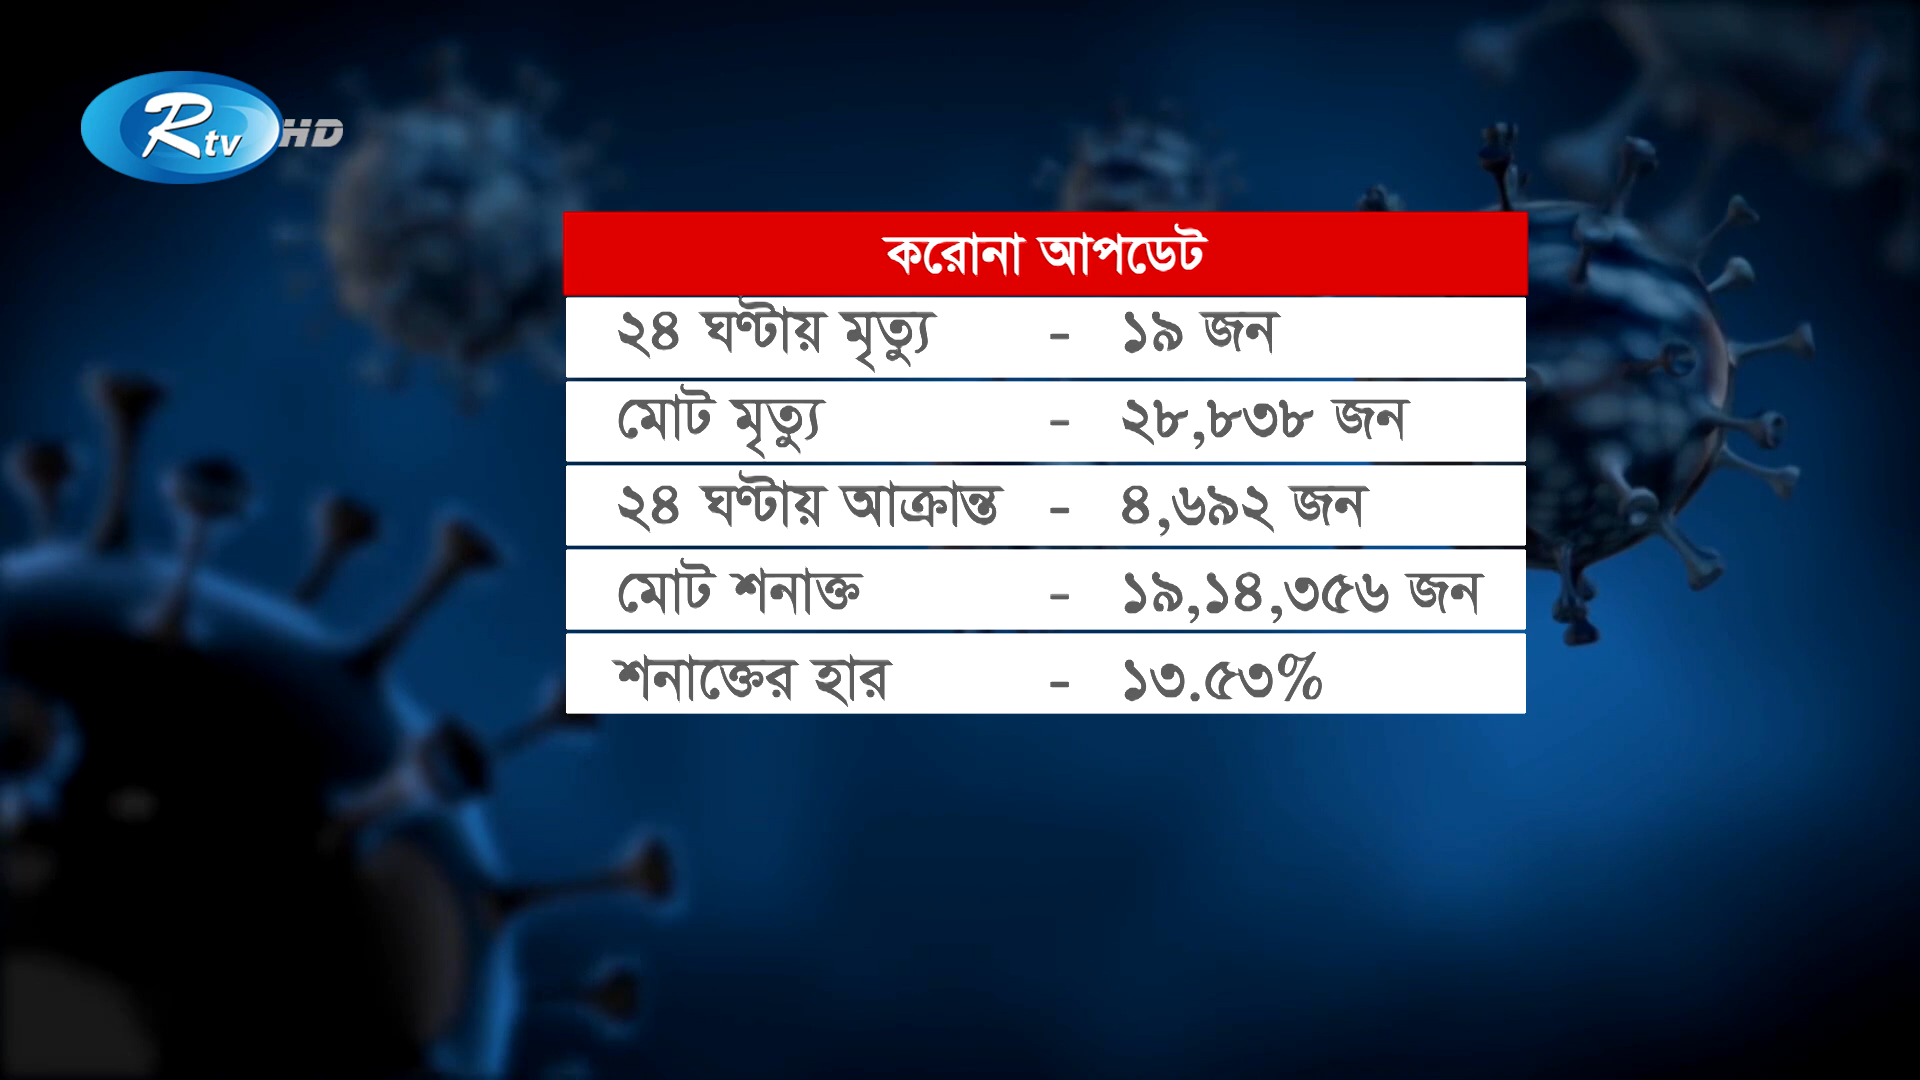 Rtv HD
করোনা আপডেট
২৪ ঘণ্টায় মৃত্যু - ১৯ জন
মোট মৃত্যু - ২৮,৮৩৮ জন
২৪ ঘণ্টায় আক্রান্ত - ৪,৬৯২ জন
মোট শনাক্ত - ১৯,১৪,৩৫৬ জন
শনাক্তের হার - ১৩.৫৩%